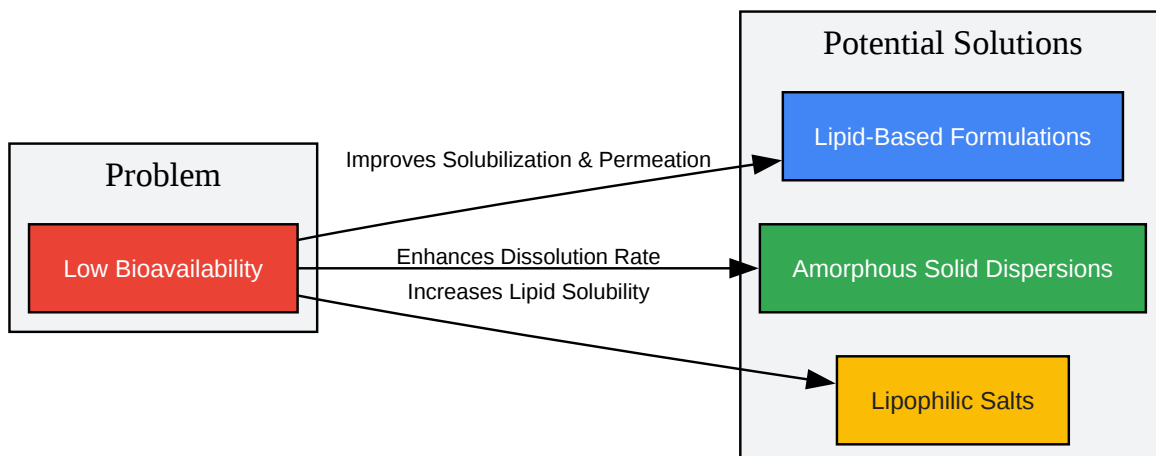 Problem
Low Bioavailability
Improves Solubilization & Permeation
Enhances Dissolution Rate
Increases Lipid Solubility
Potential Solutions
Lipid-Based Formulations
Amorphous Solid Dispersions
Lipophilic Salts